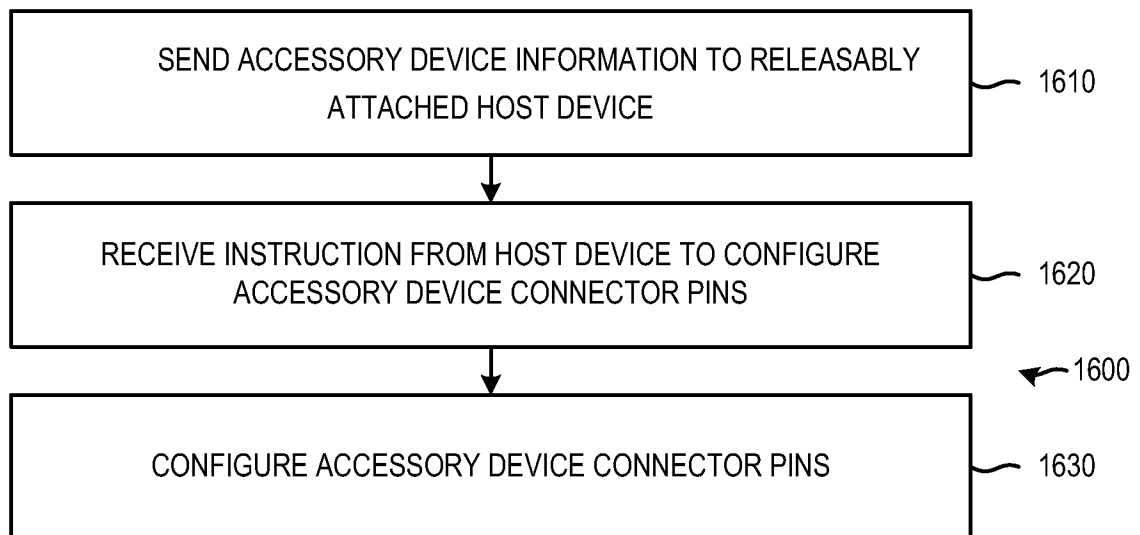 SEND ACCESSORY DEVICE INFORMATION TO RELEASABLY
ATTACHED HOST DEVICE
1610
RECEIVE INSTRUCTION FROM HOST DEVICE TO CONFIGURE
ACCESSORY DEVICE CONNECTOR PINS
1620
1600
CONFIGURE ACCESSORY DEVICE CONNECTOR PINS
1630